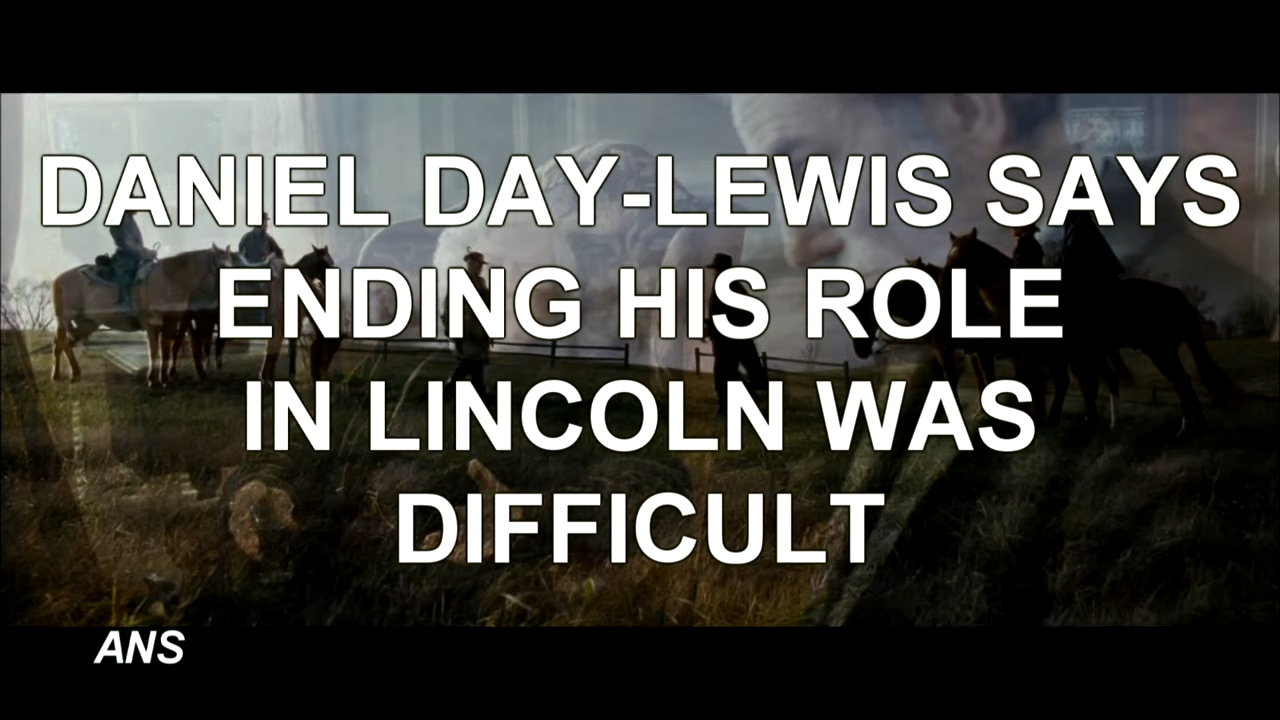 DANIEL DAY-LEWIS SAYS
ENDING HIS ROLE
IN LINCOLN WAS
DIFFICULT
ANS